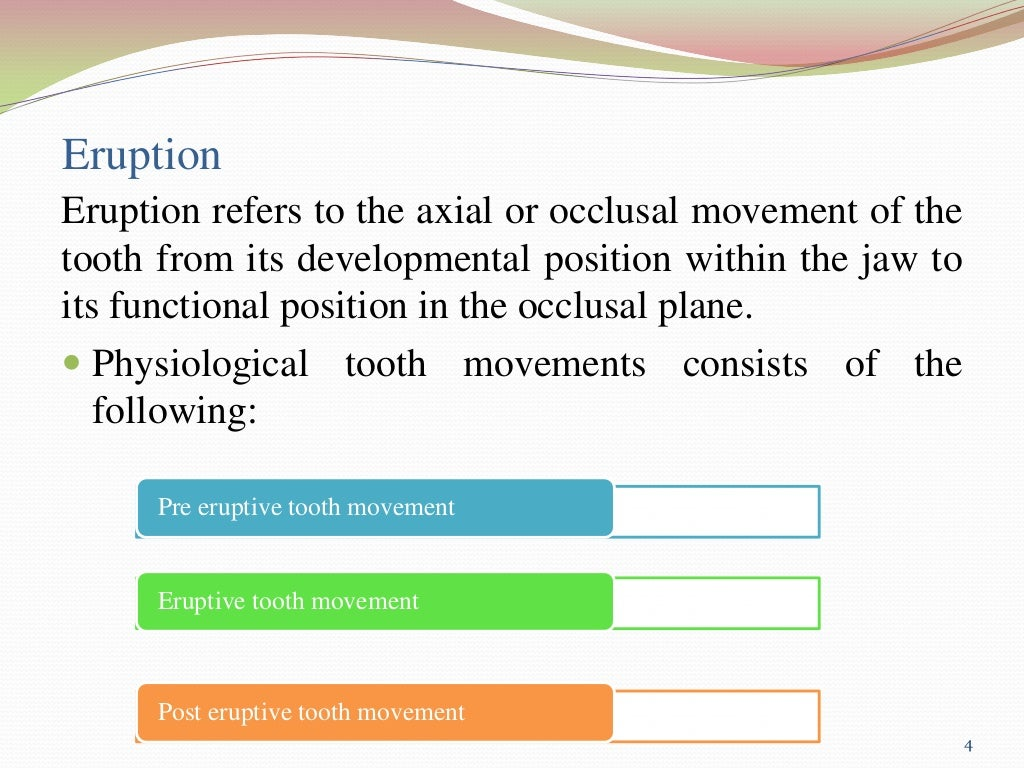 Eruption
Eruption refers to the axial or occlusal movement of the
tooth from its developmental position within the jaw to
its functional position in the occlusal plane.
Physiological tooth movements consists of the
following:
Pre eruptive tooth movement
Eruptive tooth movement
Post eruptive tooth movement
4